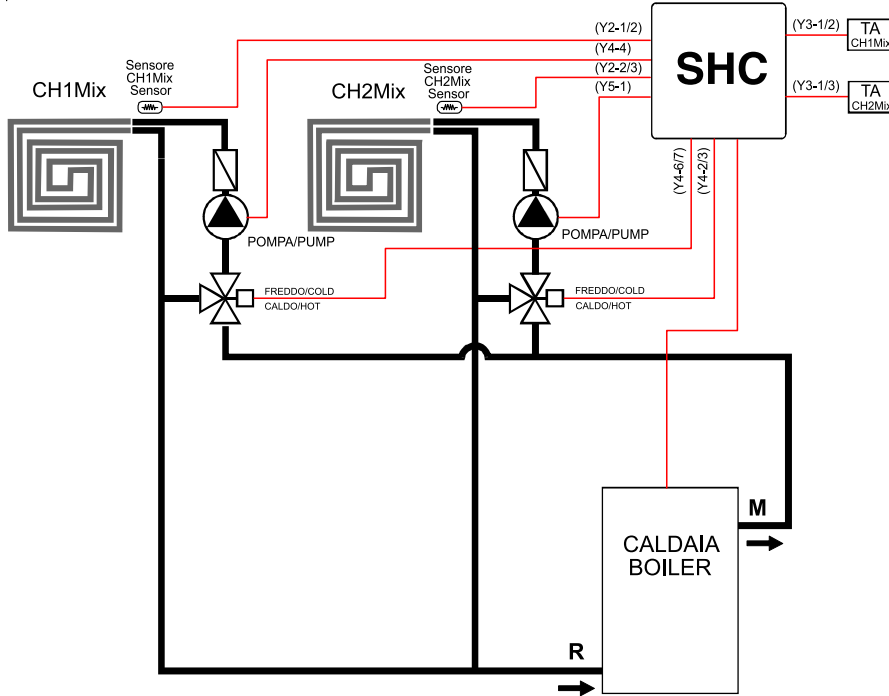 (Y2-1/2)
(Y4-4)
(Y2-2/3)
(Y5-1)
SHC
(Y3-1/2)
TA
CH1Mix
(Y3-1/3)
TA
CH2Mix
Sensore
CH1Mix
Sensor
CH1Mix
Sensore
CH2Mix
Sensor
CH2Mix
(Y4-6/7)
(Y4-2/3)
POMPA/PUMP
POMPA/PUMP
FREDDO/COLD
CALDO/HOT
FREDDO/COLD
CALDO/HOT
M
CALDAIA
BOILER
R